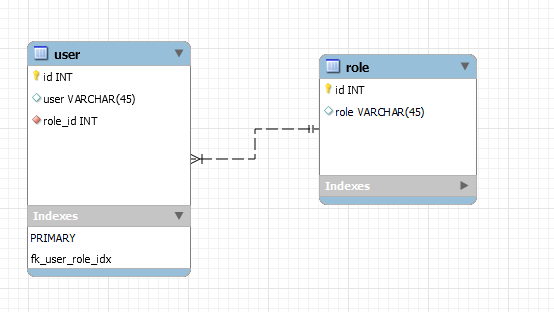 user
id INT
user VARCHAR(45)
role_id INT
Indexes
PRIMARY
fk_user_role_idx
role
id INT
role VARCHAR(45)
Indexes